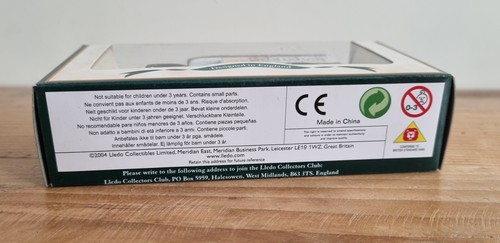 Designed in England
Not suitable for children under 3 years. Contains small parts.
Ne convient pas aux enfants de moins de 3 ans. Risque d'absorption.
Niet geschikt voor kinderen onder de 3 jaar. Bevat kleine onderdelen.
Nicht für Kinder unter 3 jahren geeignet. Verschluckbare Kleinteile.
No recomendable para niños menores de 3 años. Contiene piezas pequeñas.
Non adatto a bambini di età inferiore a 3 anni. Contiene piccole parti.
Anbefales ikke til børn under 3 år pga. smådele.
Innehåller smådelar. Ej lämplig för barn under 3 år:
CE
Made in China
0-3
©2004 Lledo Collectibles Limited, Meridian East, Meridian Business Park, Leicester LE19 1WZ, Great Britain
www.lledo.com
Retain this address for future reference
Please write to the following address to join the Lledo Collectors Club:
Lledo Collectors Club, PO Box 5959, Halesowen, West Midlands, B63 3TS. England